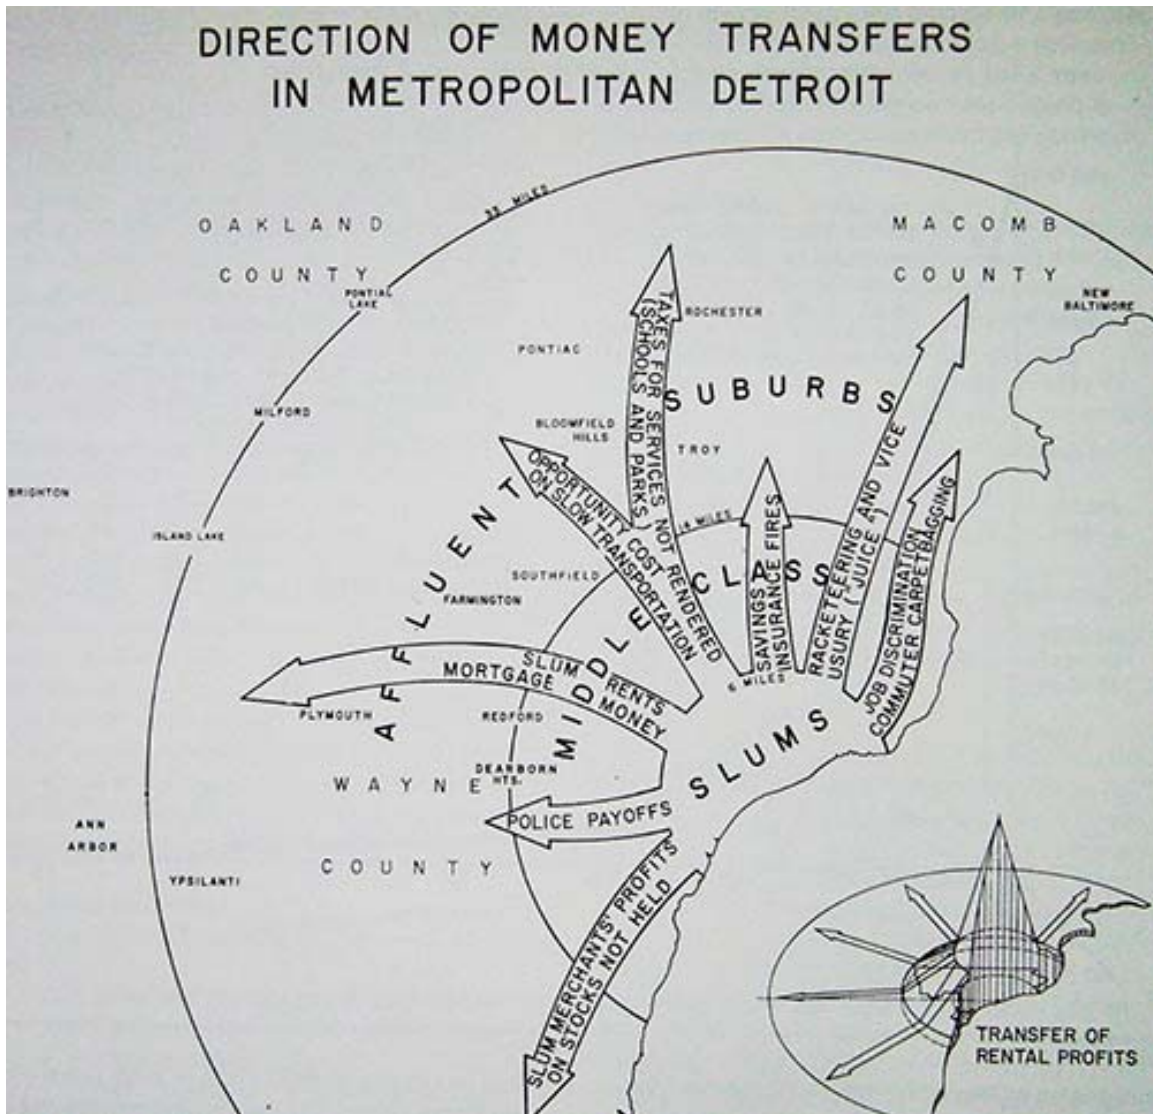 DIRECTION OF MONEY TRANSFERS
IN METROPOLITAN DETROIT
33 MILES
OAKLAND
COUNTY
MACOMB
COUNTY
PONTIAC
LAKE
NEW
BALTIMORE
ROCHESTER
PONTIAC
TAXES FOR SERVICES NOT RENDERED
(SCHOOLS AND PARKS)
SUBURBS
MILFORD
BLOOMFIELD
HILLS
TROY
BRIGHTON
OPPORTUNITY COST
ON SLOW TRANSPORTATION
14 MILES
ISLAND LAKE
SOUTHFIELD
FARMINGTON
AFFLUENT
MIDDLE CLASS
SAVINGS
INSURANCE FIRES
RACKETEERING AND VICE
USURY (JUICE)
JOB DISCRIMINATION
COMMUTER CARPETBAGGING
6 MILES
SLUM RENTS
MORTGAGE MONEY
PLYMOUTH
REDFORD
SLUMS
DEARBORN
HTS.
WAYNE
COUNTY
POLICE PAYOFFS
ANN
ARBOR
YPSILANTI
SLUM MERCHANTS' PROFITS
ON STOCKS NOT HELD
TRANSFER OF
RENTAL PROFITS